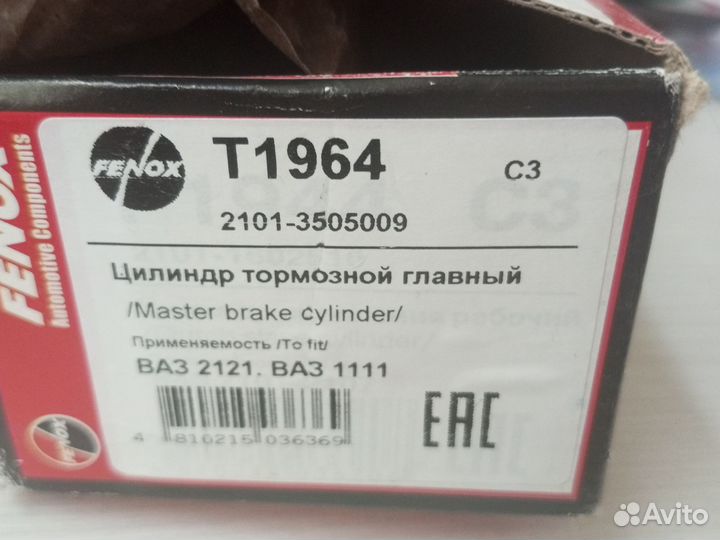 FENOX
Automotive Components
FENOX
T1964
C3
2101-3505009
Цилиндр тормозной главный
/Master brake cylinder/
Применяемость /To fit/
ВАЗ 2121. ВАЗ 1111
4 810215 036369
EAC
FENOX
Avito